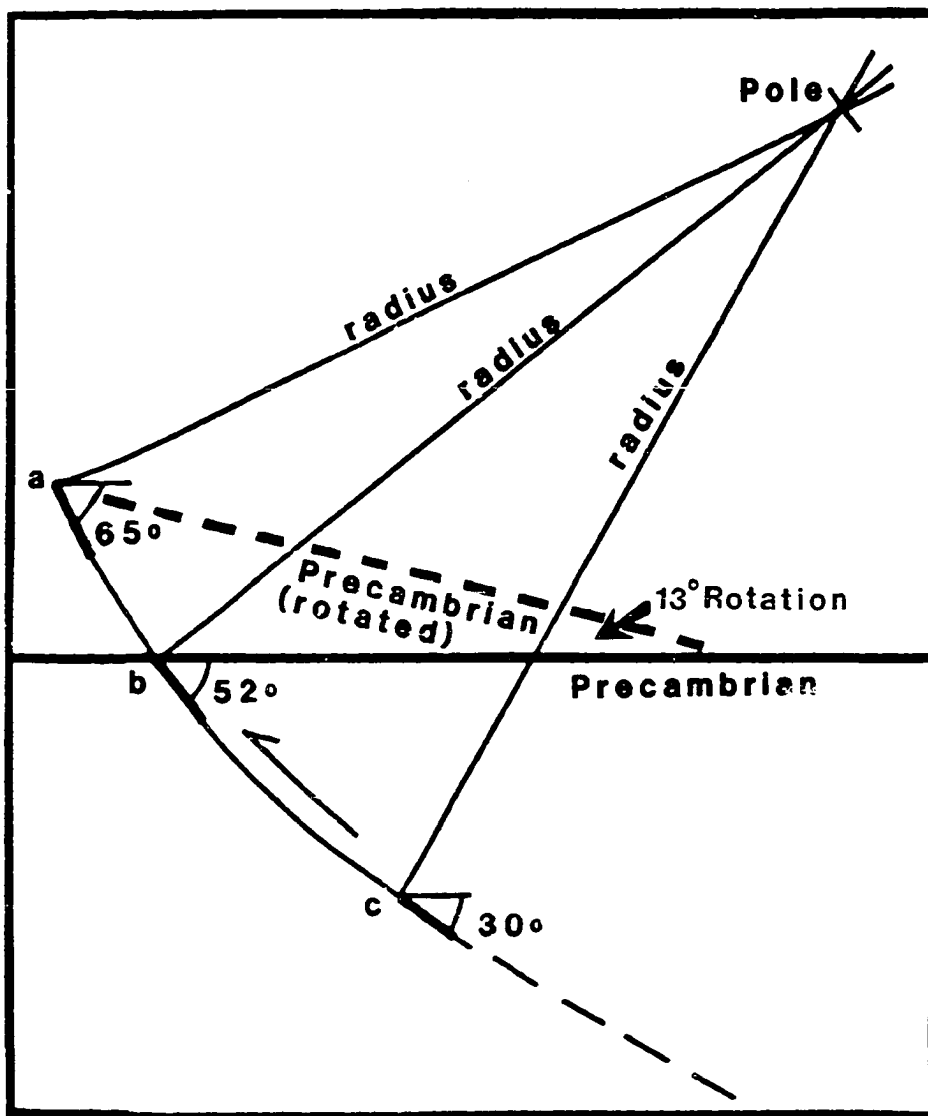 Pole
radius
radius
radius
a
65°
Precambrian
(rotated)
13° Rotation
b
52°
Precambrian
c
30°